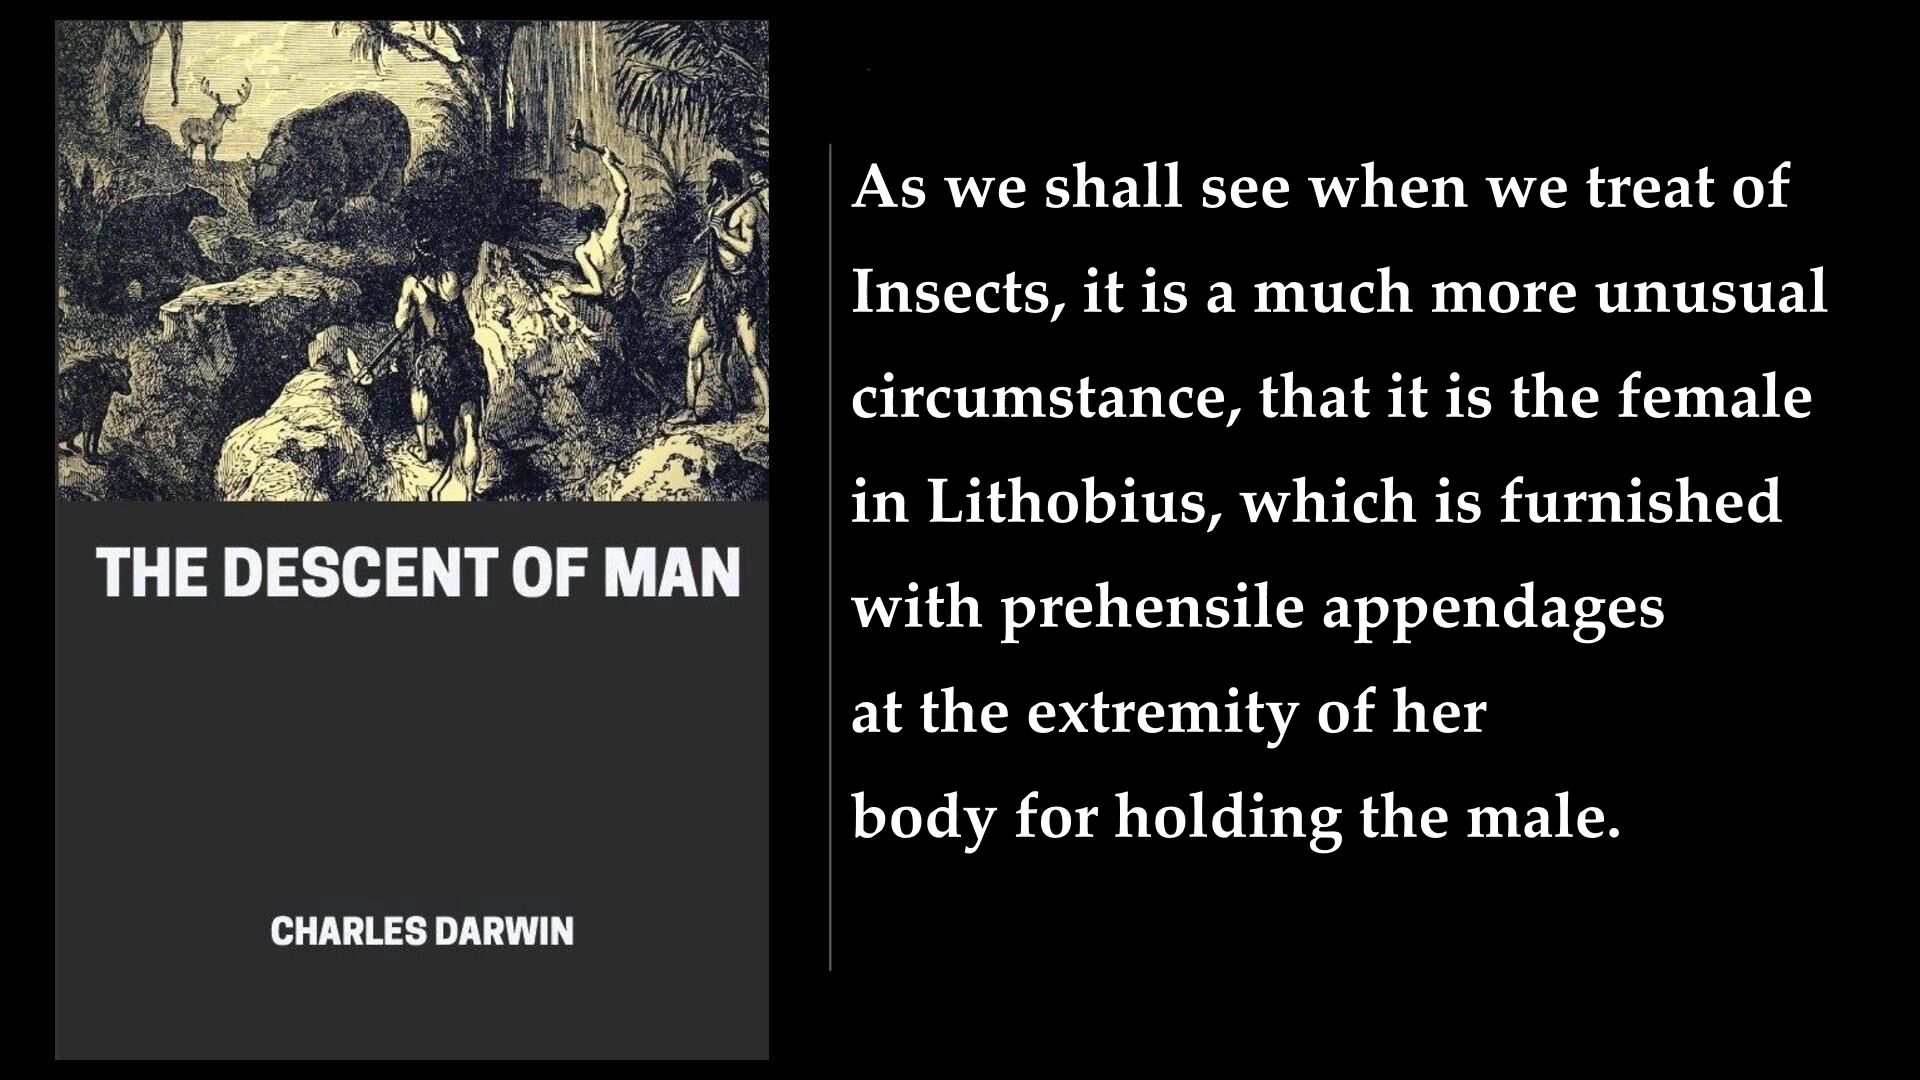 THE DESCENT OF MAN
CHARLES DARWIN
As we shall see when we treat of
Insects, it is a much more unusual
circumstance, that it is the female
in Lithobius, which is furnished
with prehensile appendages
at the extremity of her
body for holding the male.